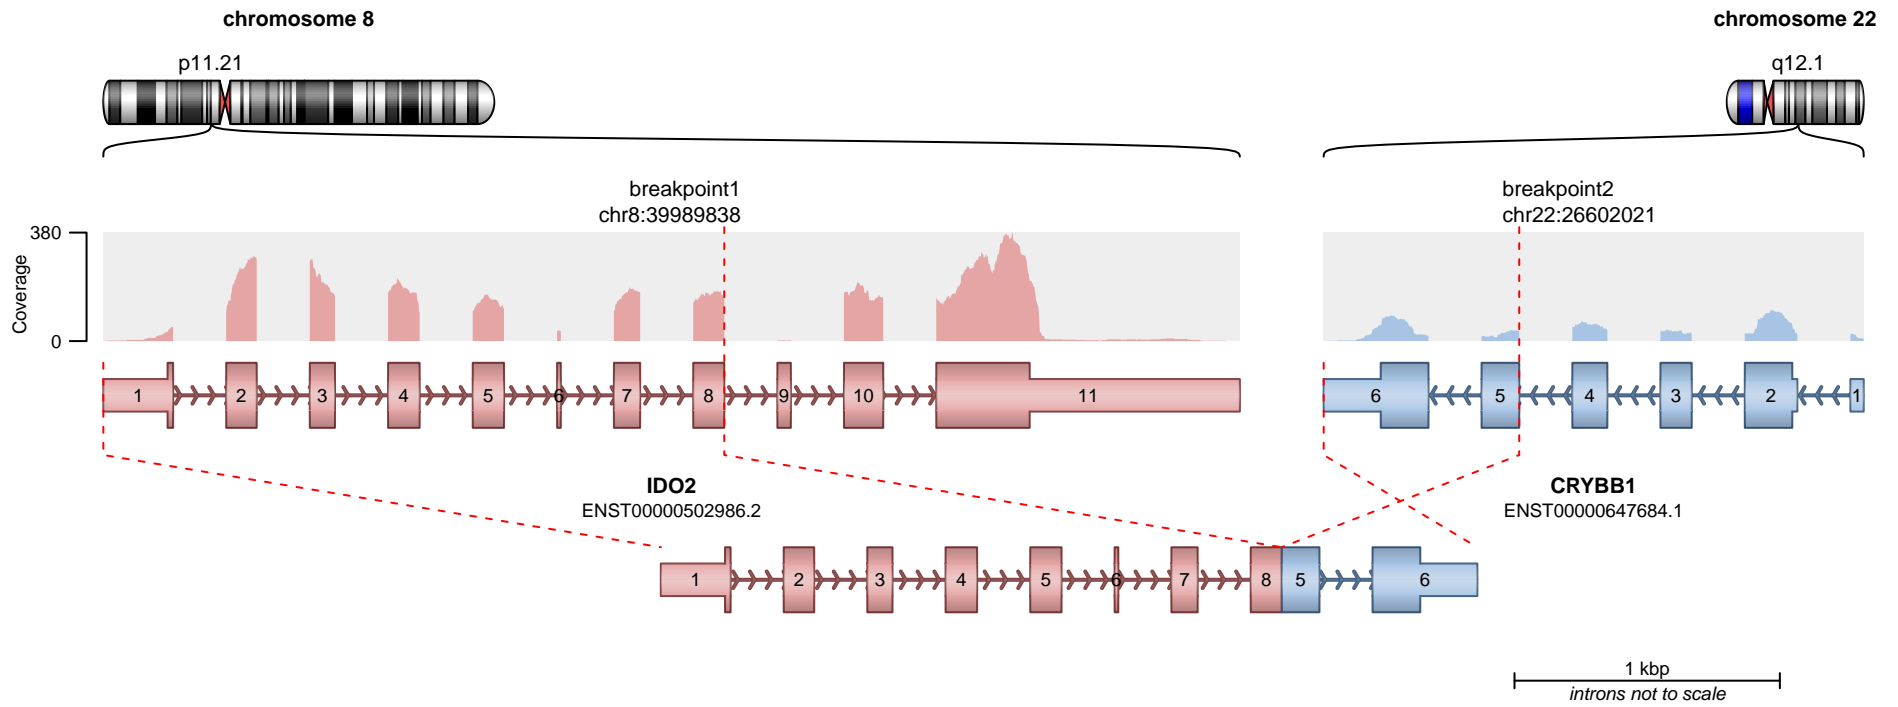 chromosome 8
chromosome 22
p11.21
q12.1
breakpoint1
chr8:39989838
breakpoint2
chr22:26602021
380
0
Coverage
1 2 3 4 5 6 7 8 9 10 11
6 5 4 3 2 1
IDO2
ENST00000502986.2
CRYBB1
ENST00000647684.1
1 2 3 4 5 6 7 8 5 6
1 kbp
introns not to scale